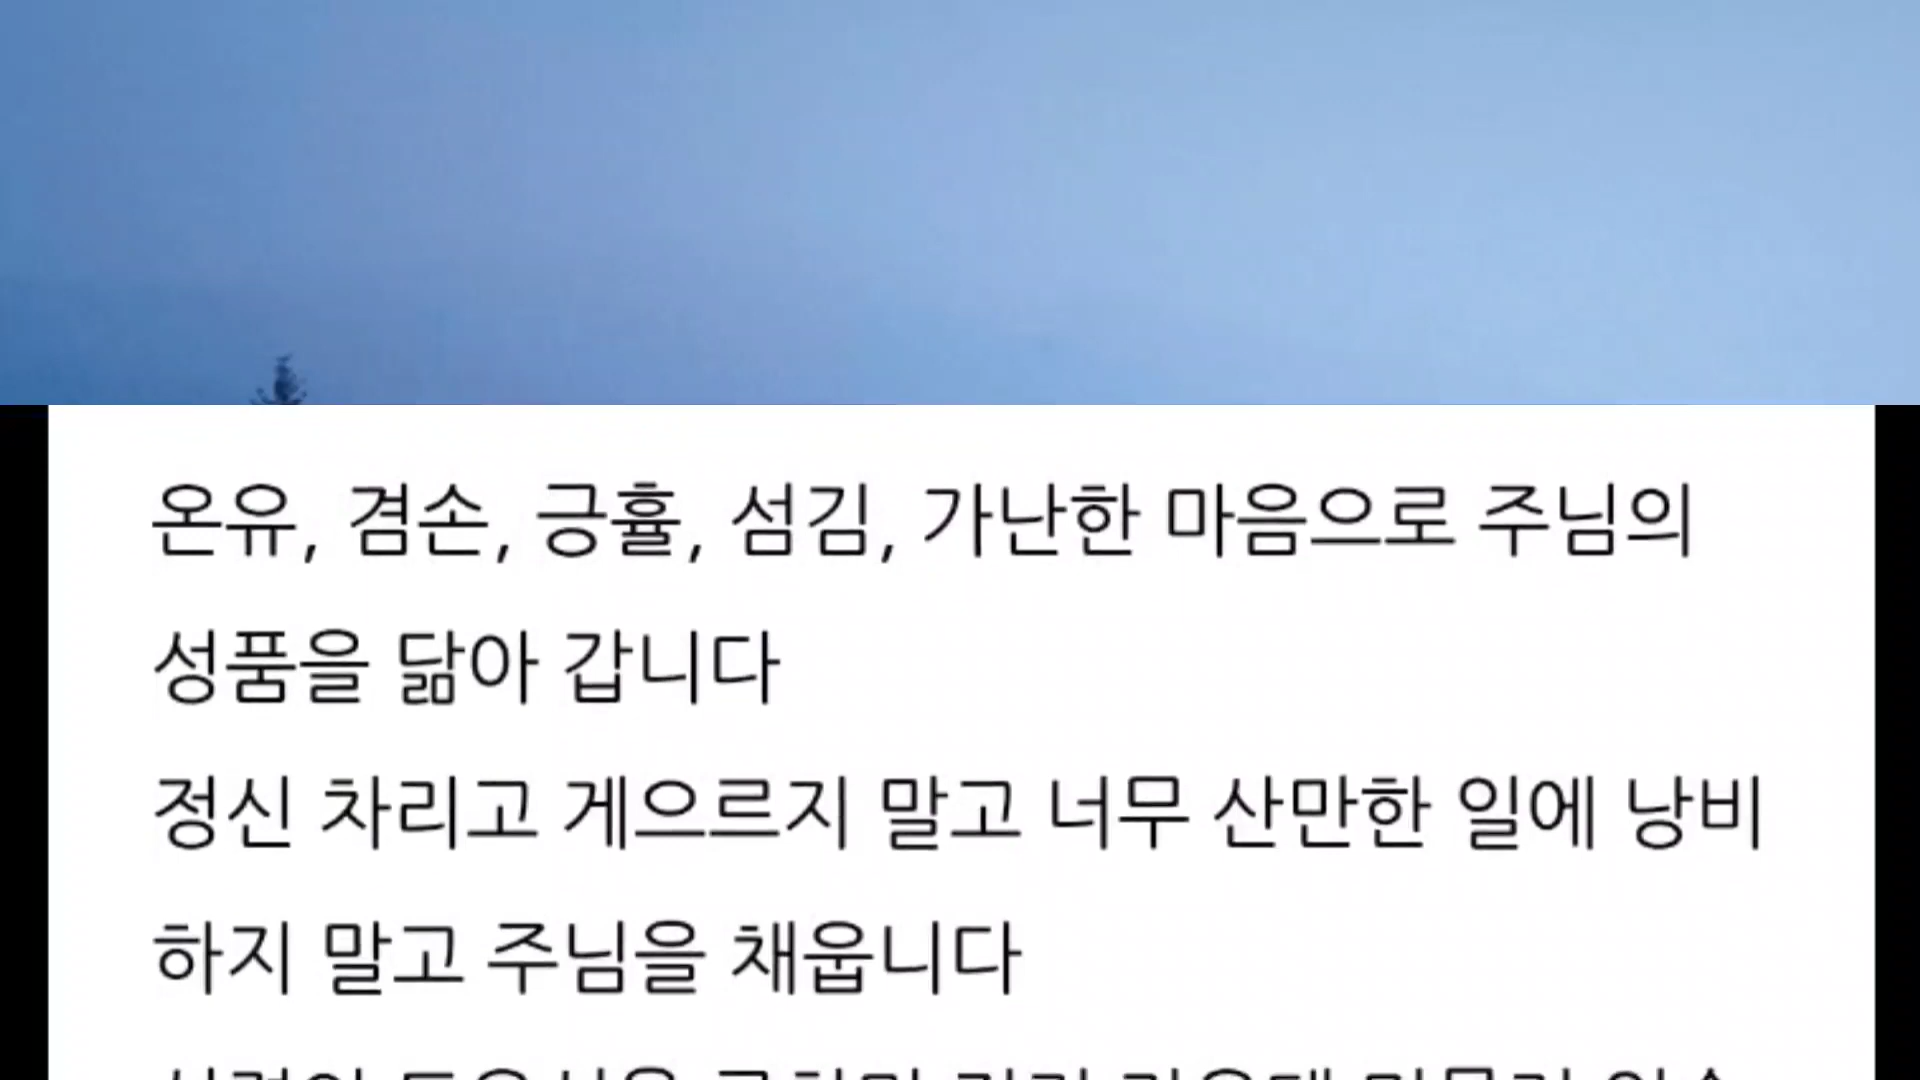 온유, 겸손, 긍휼, 섬김, 가난한 마음으로 주님의
성품을 닮아 갑니다
정신 차리고 게으르지 말고 너무 산만한 일에 낭비
하지 말고 주님을 채웁니다